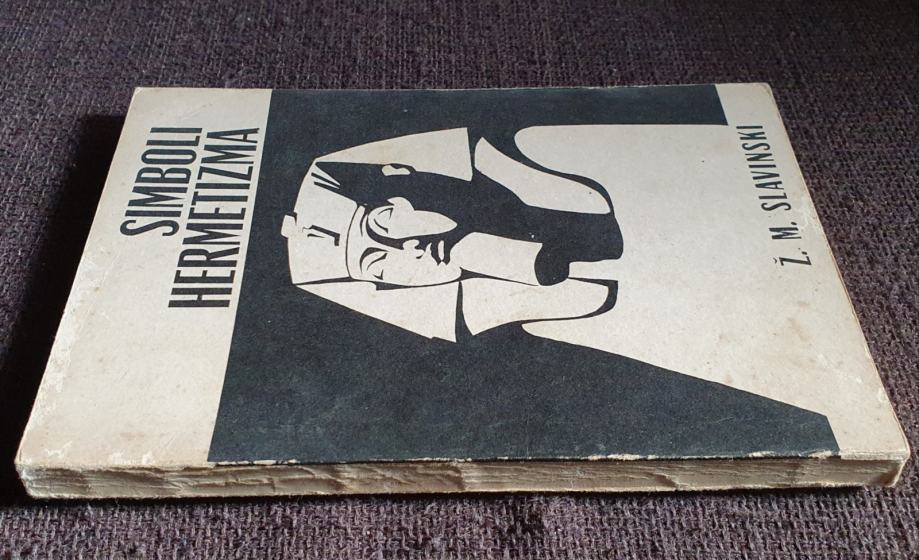 SIMBOLI
HERMETIZMA
Ž. M. SLAVINSKI